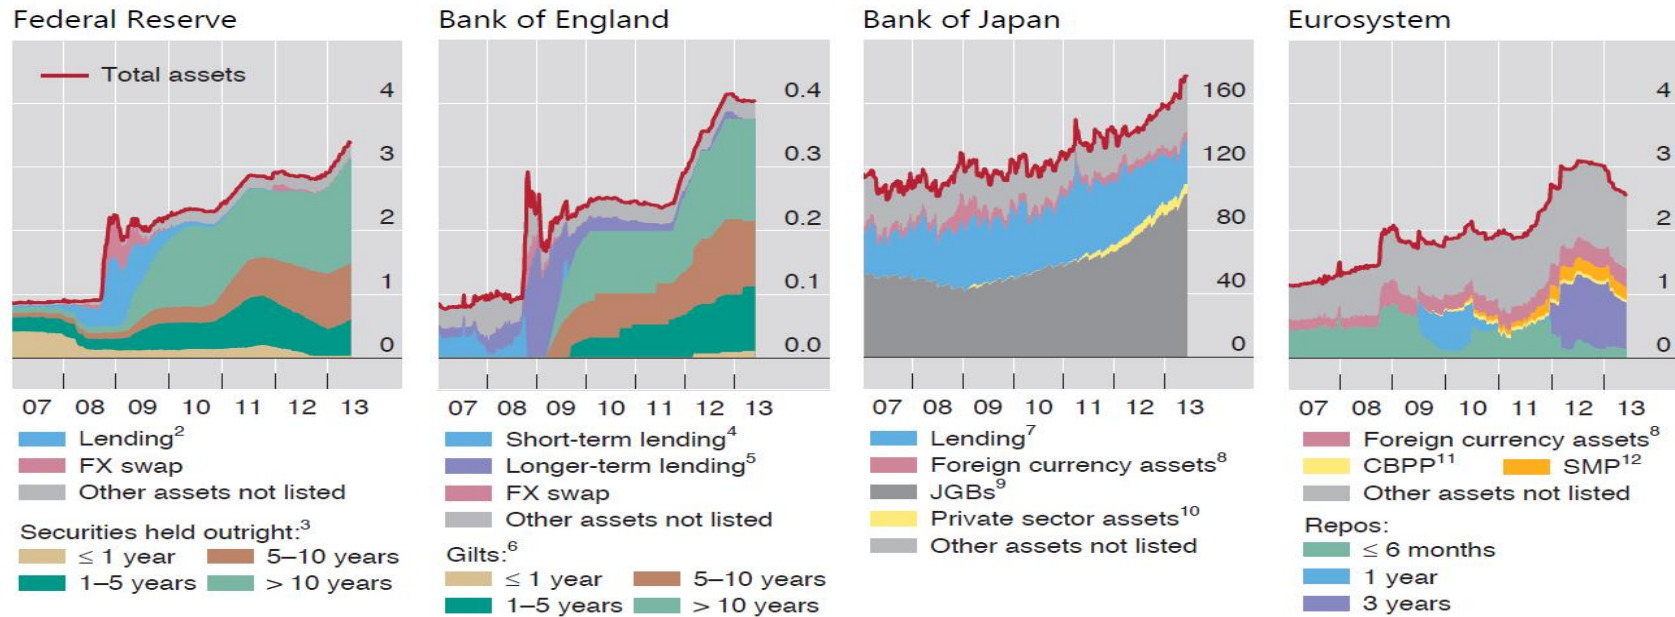 Federal Reserve
Total assets
4
3
2
1
0
07 08 09 10 11 12 13
Lending2
FX swap
Other assets not listed
Securities held outright:3
≤ 1 year 5–10 years
1–5 years > 10 years
Bank of England
0.4
0.3
0.2
0.1
0.0
07 08 09 10 11 12 13
Short-term lending4
Longer-term lending5
FX swap
Other assets not listed
Gilts:6
≤ 1 year 5–10 years
1–5 years > 10 years
Bank of Japan
160
120
80
40
0
07 08 09 10 11 12 13
Lending7
Foreign currency assets8
JGBs9
Private sector assets10
Other assets not listed
Eurosystem
4
3
2
1
0
07 08 09 10 11 12 13
Foreign currency assets8
CBPP11 SMP12
Other assets not listed
Repos:
≤ 6 months
1 year
3 years